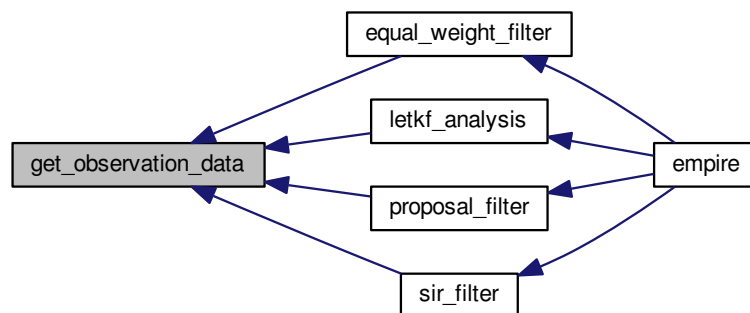 equal_weight_filter
letkf_analysis
get_observation_data
empire
proposal_filter
sir_filter